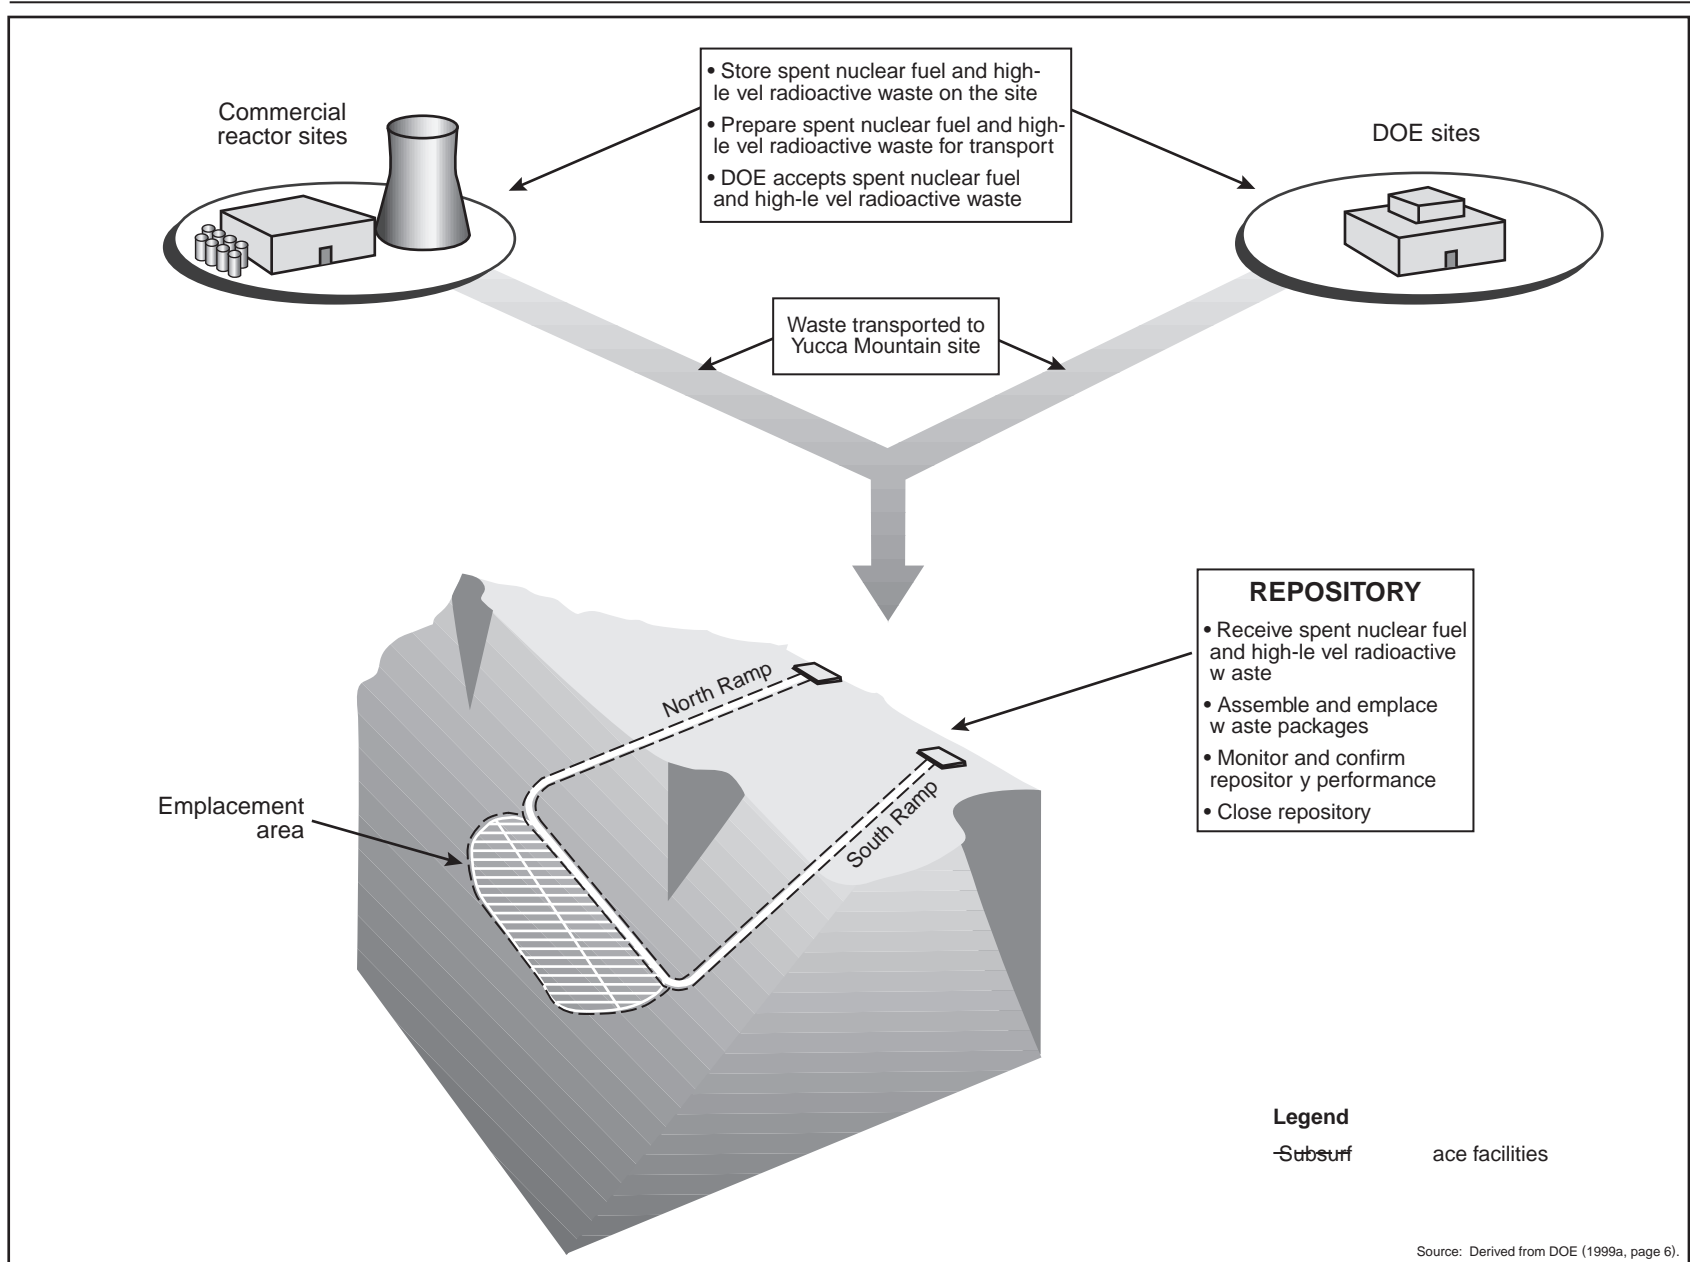 Commercial
reactor sites
• Store spent nuclear fuel and high-
le vel radioactive waste on the site
• Prepare spent nuclear fuel and high-
le vel radioactive waste for transport
• DOE accepts spent nuclear fuel
and high-le vel radioactive waste
DOE sites
Waste transported to
Yucca Mountain site
REPOSITORY
• Receive spent nuclear fuel
and high-le vel radioactive
w aste
• Assemble and emplace
w aste packages
• Monitor and confirm
repositor y performance
• Close repository
North Ramp
South Ramp
Emplacement
area
Legend
Subsurf ace facilities
Source: Derived from DOE (1999a, page 6).